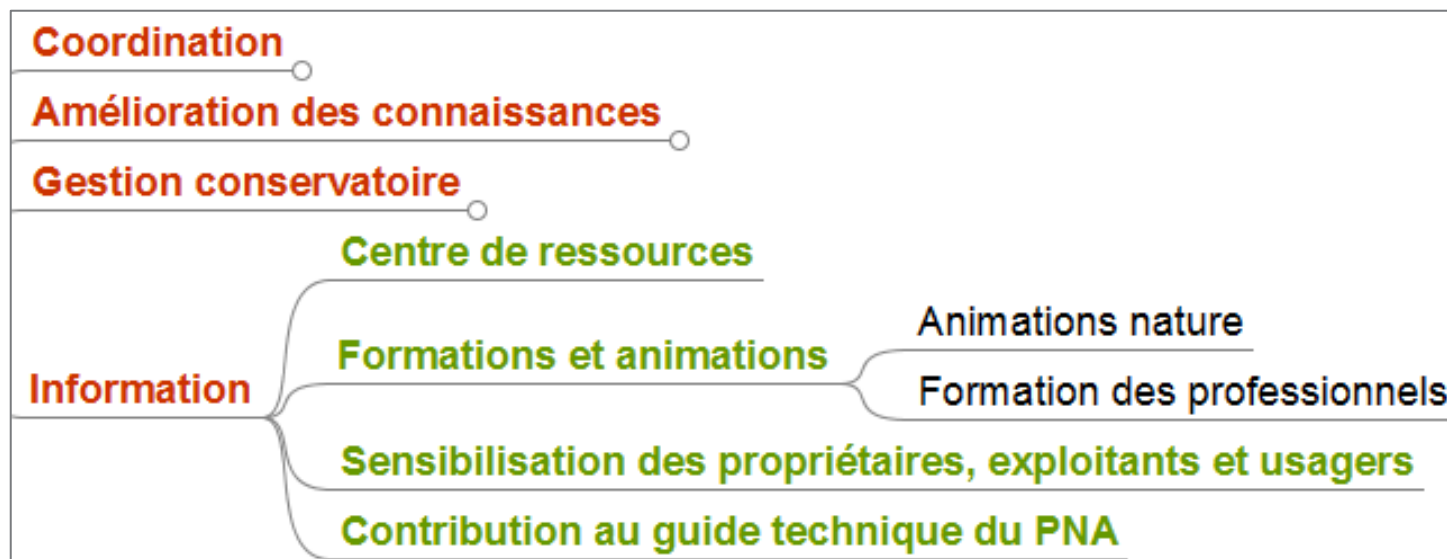 Coordination
Amélioration des connaissances
Gestion conservatoire
Information
Centre de ressources
Formations et animations
Animations nature
Formation des professionnels
Sensibilisation des propriétaires, exploitants et usagers
Contribution au guide technique du PNA